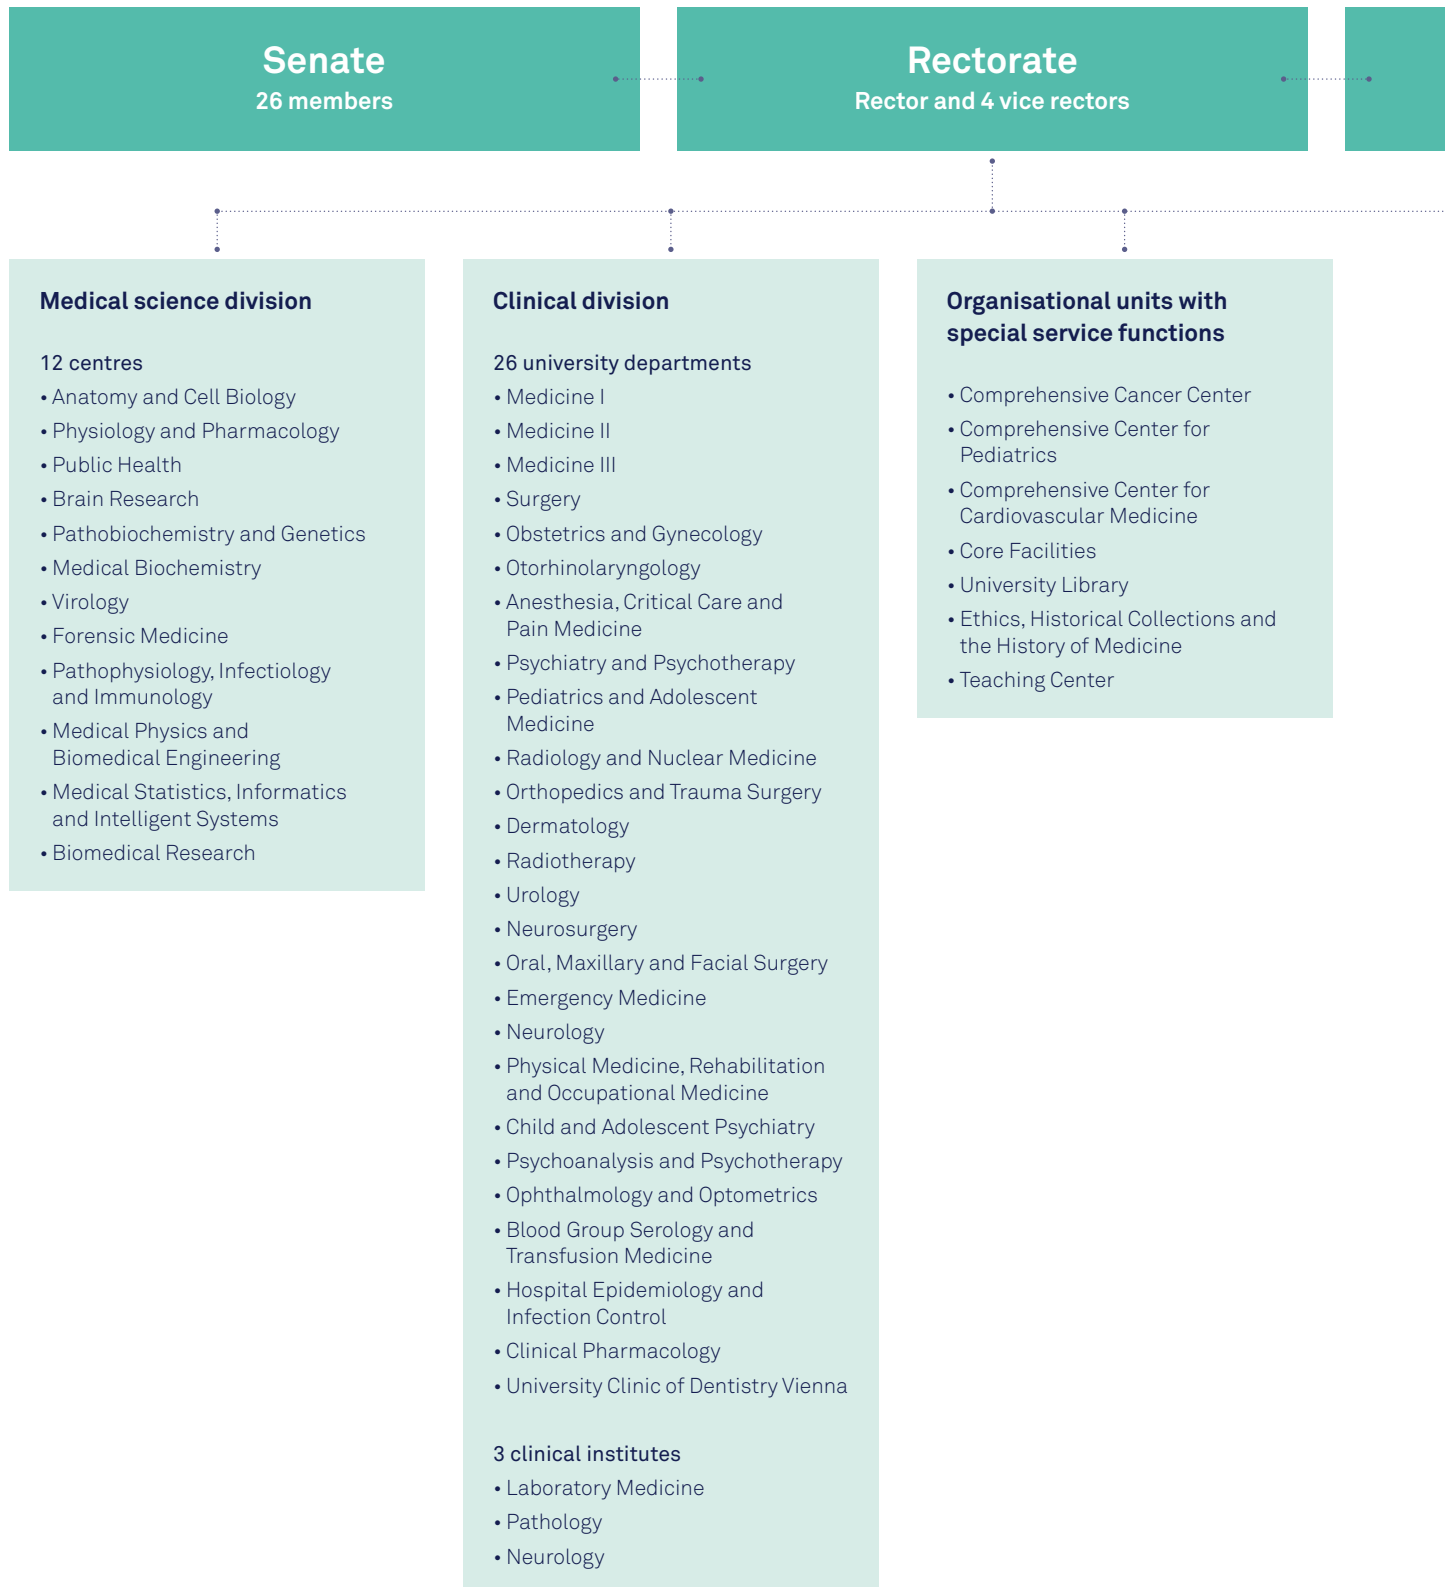 Senate
26 members
Rectorate
Rector and 4 vice rectors
Medical science division
12 centres
• Anatomy and Cell Biology
• Physiology and Pharmacology
• Public Health
• Brain Research
• Pathobiochemistry and Genetics
• Medical Biochemistry
• Virology
• Forensic Medicine
• Pathophysiology, Infectiology
and Immunology
• Medical Physics and
Biomedical Engineering
• Medical Statistics, Informatics
and Intelligent Systems
• Biomedical Research
Clinical division
26 university departments
• Medicine I
• Medicine II
• Medicine III
• Surgery
• Obstetrics and Gynecology
• Otorhinolaryngology
• Anesthesia, Critical Care and
Pain Medicine
• Psychiatry and Psychotherapy
• Pediatrics and Adolescent
Medicine
• Radiology and Nuclear Medicine
• Orthopedics and Trauma Surgery
• Dermatology
• Radiotherapy
• Urology
• Neurosurgery
• Oral, Maxillary and Facial Surgery
• Emergency Medicine
• Neurology
• Physical Medicine, Rehabilitation
and Occupational Medicine
• Child and Adolescent Psychiatry
• Psychoanalysis and Psychotherapy
• Ophthalmology and Optometrics
• Blood Group Serology and
Transfusion Medicine
• Hospital Epidemiology and
Infection Control
• Clinical Pharmacology
• University Clinic of Dentistry Vienna
3 clinical institutes
• Laboratory Medicine
• Pathology
• Neurology
Organisational units with
special service functions
• Comprehensive Cancer Center
• Comprehensive Center for
Pediatrics
• Comprehensive Center for
Cardiovascular Medicine
• Core Facilities
• University Library
• Ethics, Historical Collections and
the History of Medicine
• Teaching Center